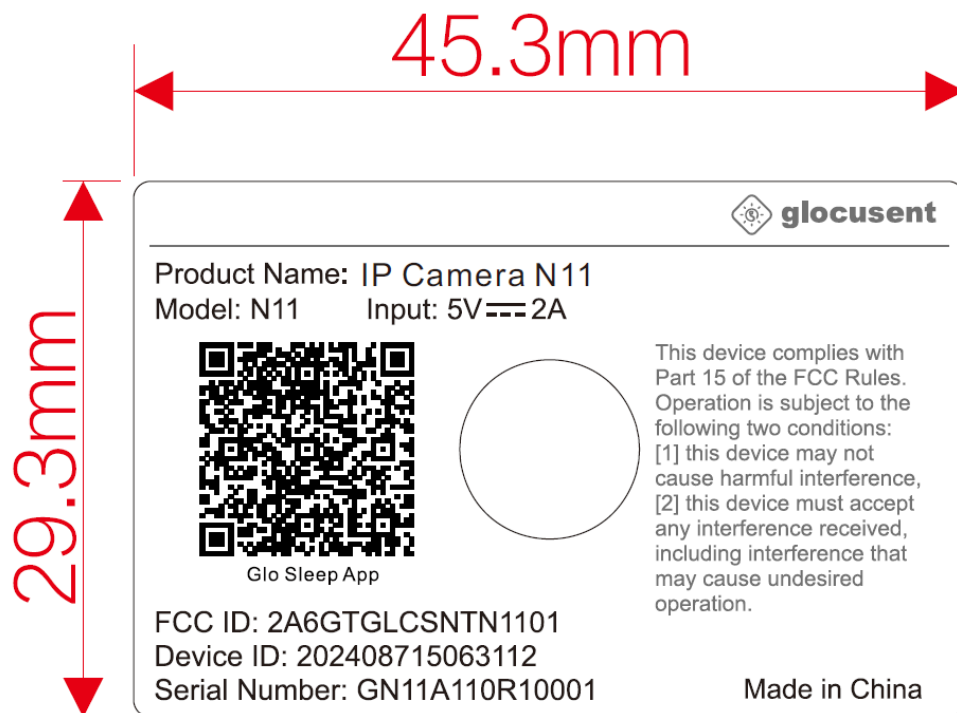 45.3mm
29.3mm
glocusent
Product Name: IP Camera N11
Model: N11 Input: 5V⎓2A
Glo Sleep App
This device complies with
Part 15 of the FCC Rules.
Operation is subject to the
following two conditions:
[1] this device may not
cause harmful interference,
[2] this device must accept
any interference received,
including interference that
may cause undesired
operation.
FCC ID: 2A6GTGLCSNTN1101
Device ID: 202408715063112
Serial Number: GN11A110R10001
Made in China